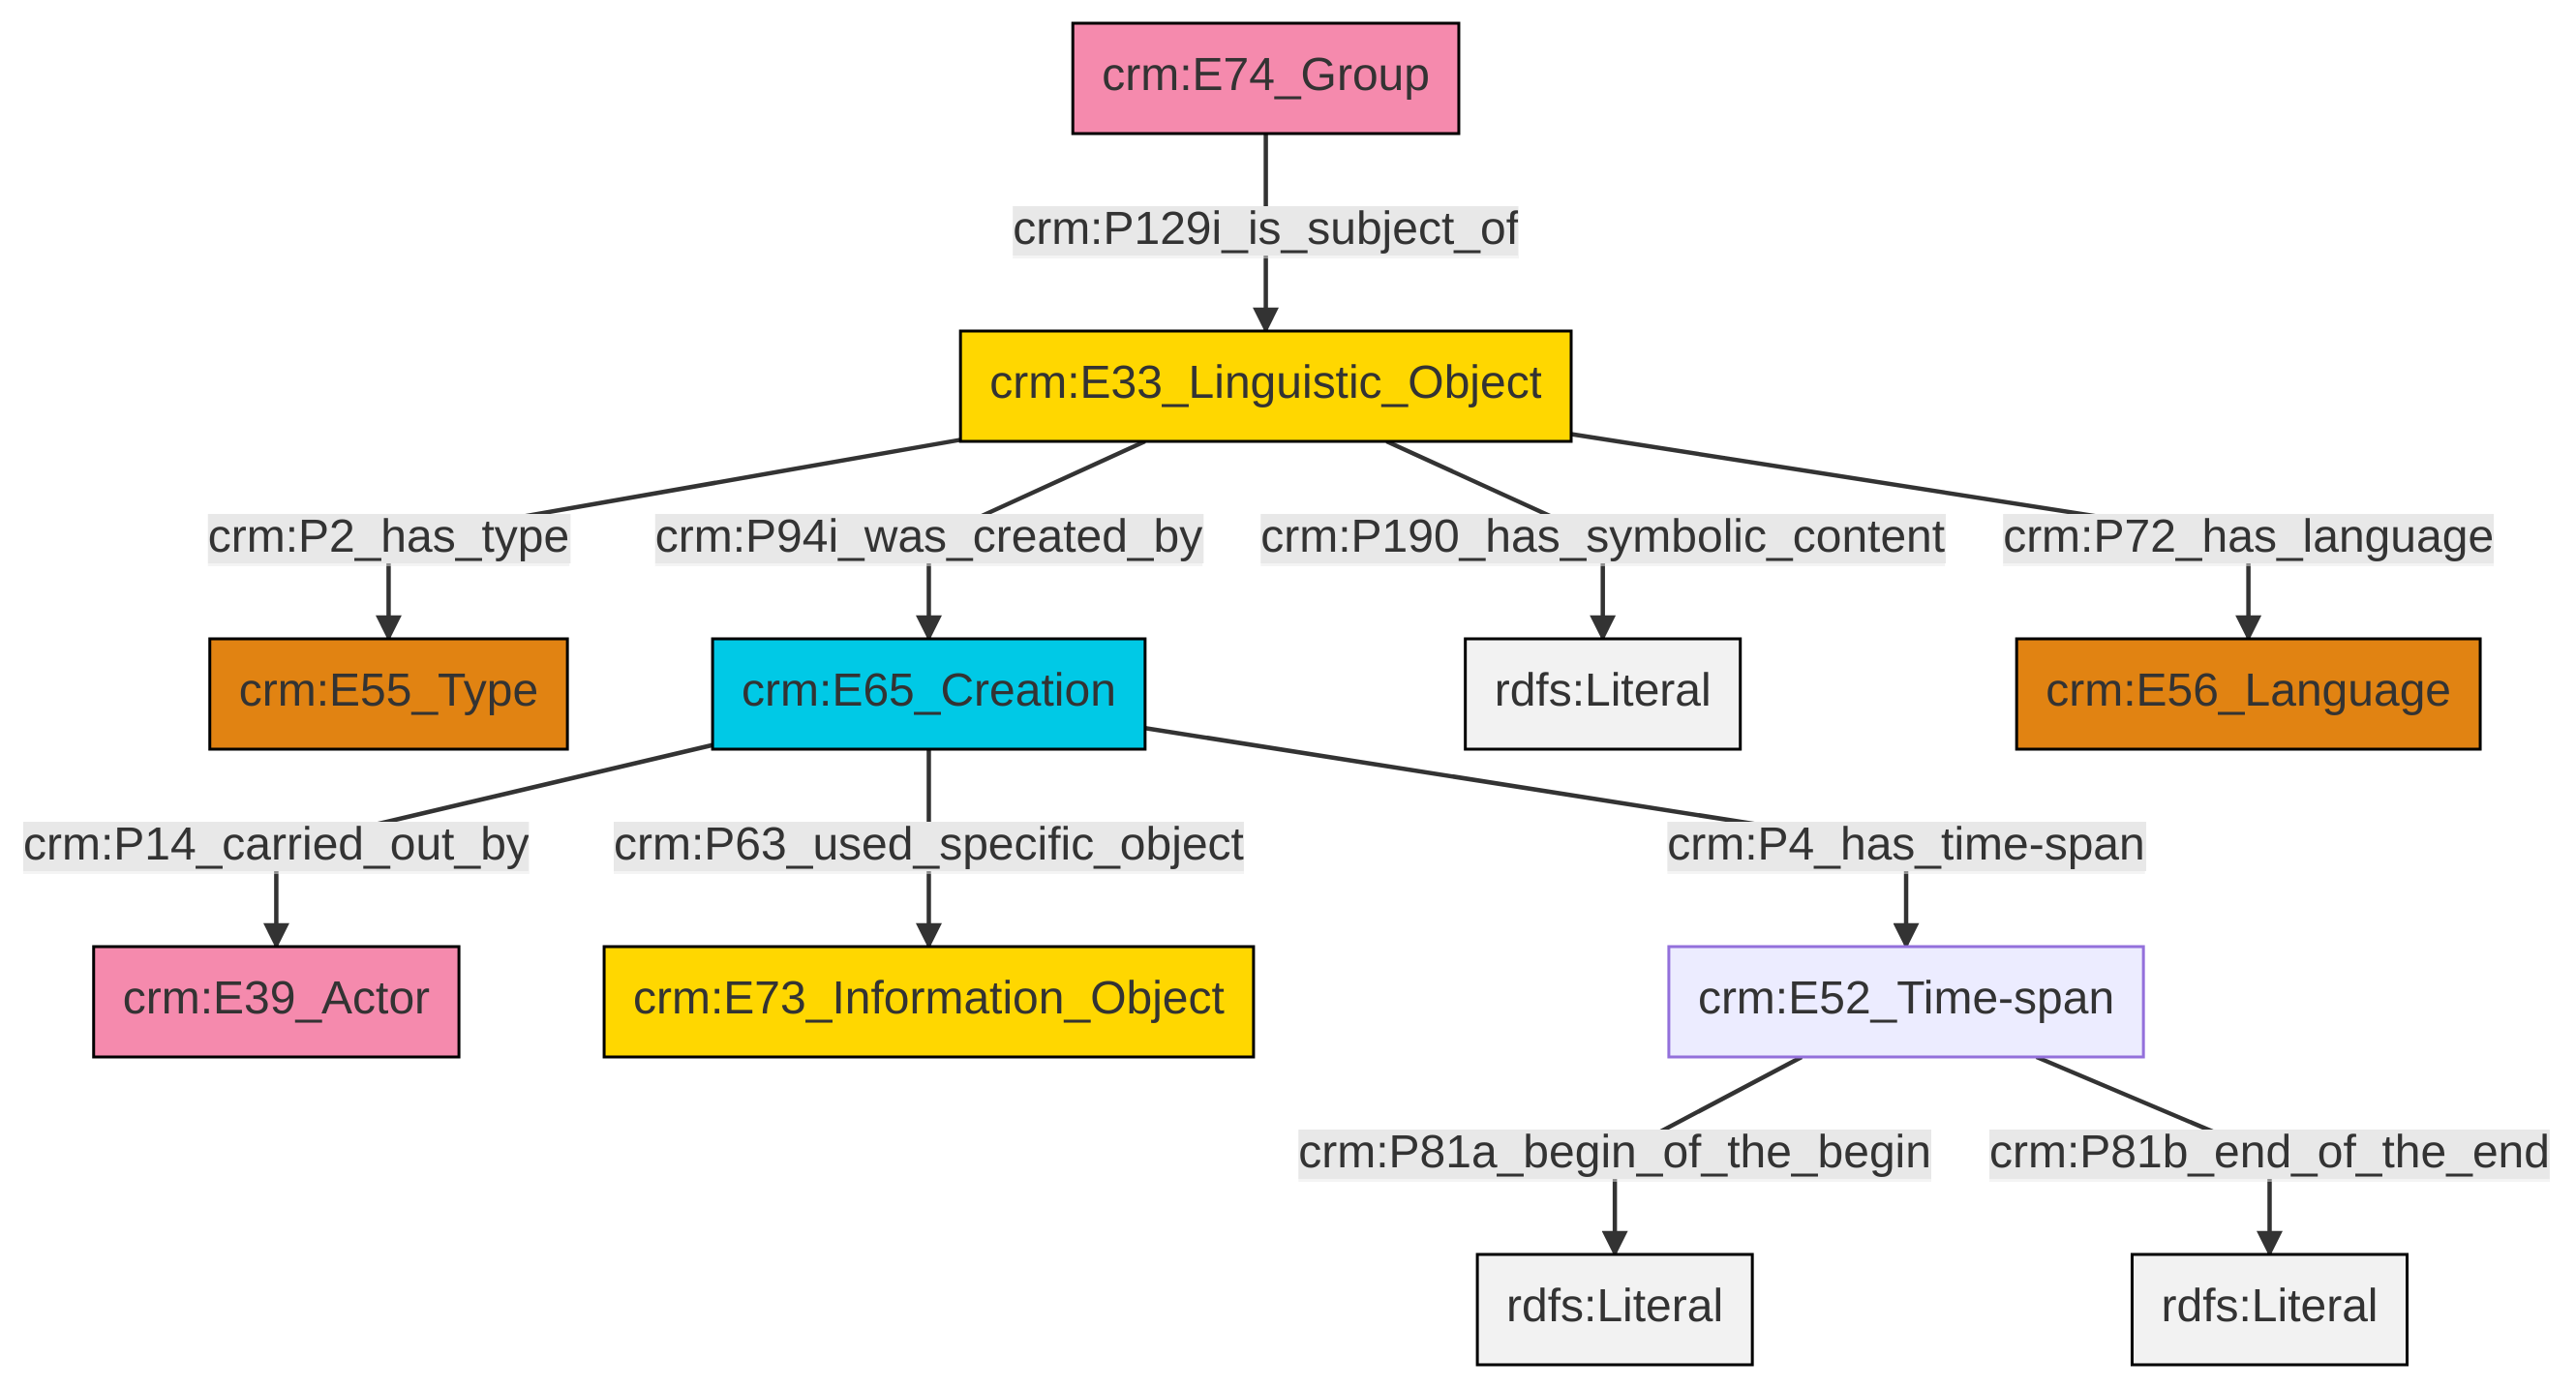 crm:E74_Group
crm:P129i_is_subject_of
crm:E33_Linguistic_Object
crm:P2_has_type
crm:P94i_was_created_by
crm:P190_has_symbolic_content
crm:P72_has_language
crm:E55_Type
crm:E65_Creation
rdfs:Literal
crm:E56_Language
crm:P14_carried_out_by
crm:P63_used_specific_object
crm:P4_has_time-span
crm:E39_Actor
crm:E73_Information_Object
crm:E52_Time-span
crm:P81a_begin_of_the_begin
crm:P81b_end_of_the_end
rdfs:Literal
rdfs:Literal